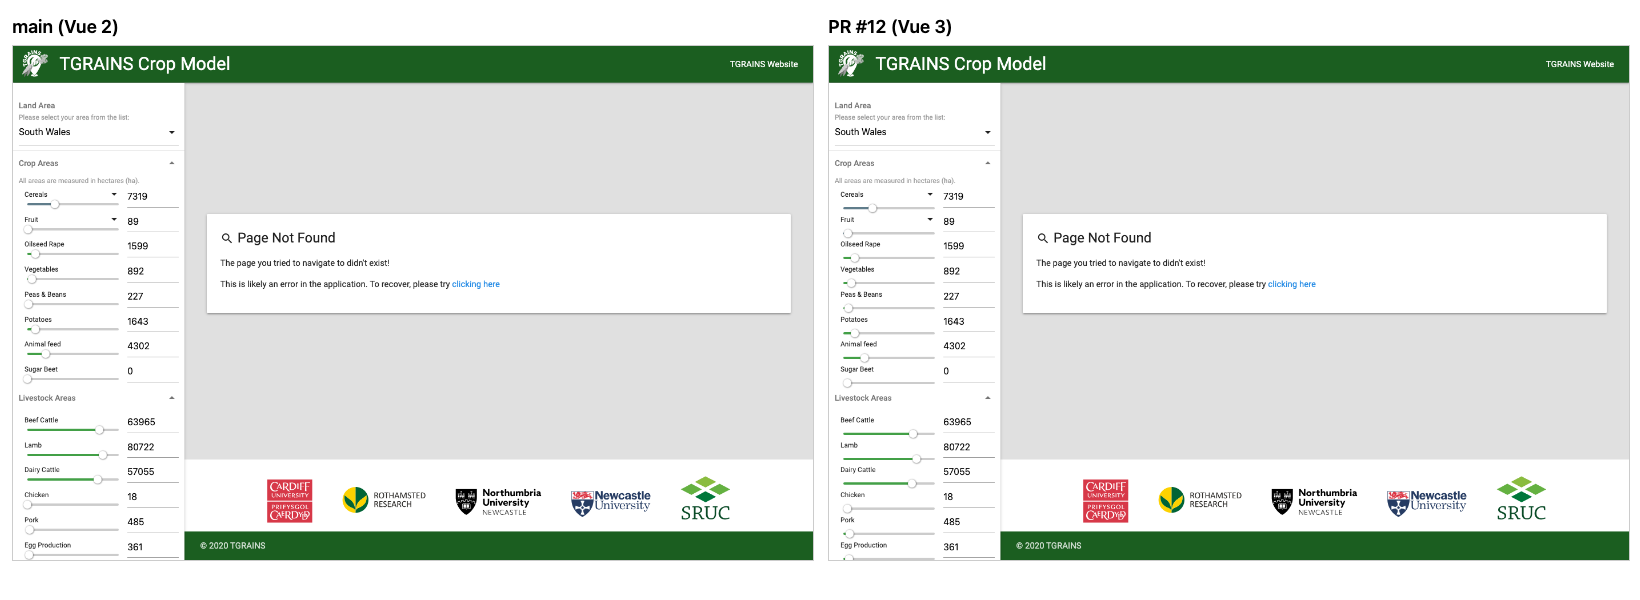 main (Vue 2)
TGRAINS
TGRAINS Crop Model
TGRAINS Website
Land Area
Please select your area from the list:
South Wales
Crop Areas
All areas are measured in hectares (ha).
Cereals
7319
Fruit
89
Oilseed Rape
1599
Vegetables
892
Peas & Beans
227
Potatoes
1643
Animal feed
4302
Sugar Beet
0
Livestock Areas
Beef Cattle
63965
Lamb
80722
Dairy Cattle
57055
Chicken
18
Pork
485
Egg Production
361
Page Not Found
The page you tried to navigate to didn't exist!
This is likely an error in the application. To recover, please try clicking here
CARDIFF
UNIVERSITY
PRIFYSGOL
CAERDYDD
ROTHAMSTED
RESEARCH
Northumbria
University
NEWCASTLE
Newcastle
University
SRUC
© 2020 TGRAINS
PR #12 (Vue 3)
TGRAINS
TGRAINS Crop Model
TGRAINS Website
Land Area
Please select your area from the list:
South Wales
Crop Areas
All areas are measured in hectares (ha).
Cereals
7319
Fruit
89
Oilseed Rape
1599
Vegetables
892
Peas & Beans
227
Potatoes
1643
Animal feed
4302
Sugar Beet
0
Livestock Areas
Beef Cattle
63965
Lamb
80722
Dairy Cattle
57055
Chicken
18
Pork
485
Egg Production
361
Page Not Found
The page you tried to navigate to didn't exist!
This is likely an error in the application. To recover, please try clicking here
CARDIFF
UNIVERSITY
PRIFYSGOL
CAERDYDD
ROTHAMSTED
RESEARCH
Northumbria
University
NEWCASTLE
Newcastle
University
SRUC
© 2020 TGRAINS